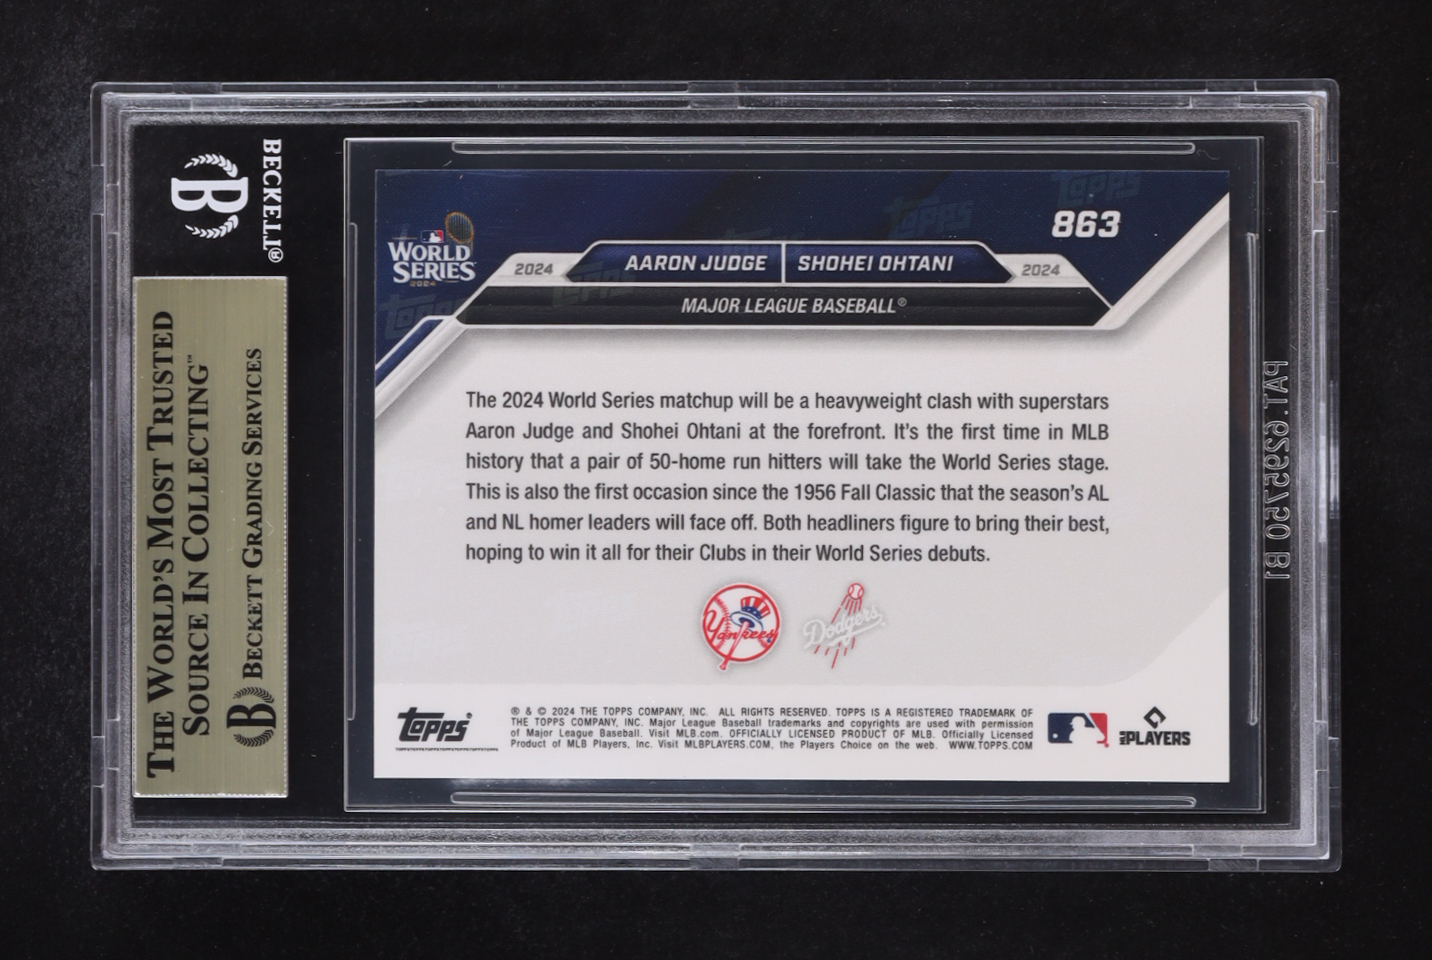 BECKETT®
B
THE WORLD'S MOST TRUSTED
SOURCE IN COLLECTING™
B BECKETT GRADING SERVICES
Topps
863
WORLD
SERIES
2024
2024
AARON JUDGE
SHOHEI OHTANI
2024
MAJOR LEAGUE BASEBALL®
The 2024 World Series matchup will be a heavyweight clash with superstars
Aaron Judge and Shohei Ohtani at the forefront. It's the first time in MLB
history that a pair of 50-home run hitters will take the World Series stage.
This is also the first occasion since the 1956 Fall Classic that the season's AL
and NL homer leaders will face off. Both headliners figure to bring their best,
hoping to win it all for their Clubs in their World Series debuts.
Yankees
Dodgers
Topps®
® & © 2024 THE TOPPS COMPANY, INC. ALL RIGHTS RESERVED. TOPPS IS A REGISTERED TRADEMARK OF
THE TOPPS COMPANY, INC. Major League Baseball trademarks and copyrights are used with permission
of Major League Baseball. Visit MLB.com. OFFICIALLY LICENSED PRODUCT OF MLB. Officially Licensed
Product of MLB Players, Inc. Visit MLBPLAYERS.COM, the Players Choice on the web. WWW.TOPPS.COM
MLB PLAYERS
PAT.6295750 B1